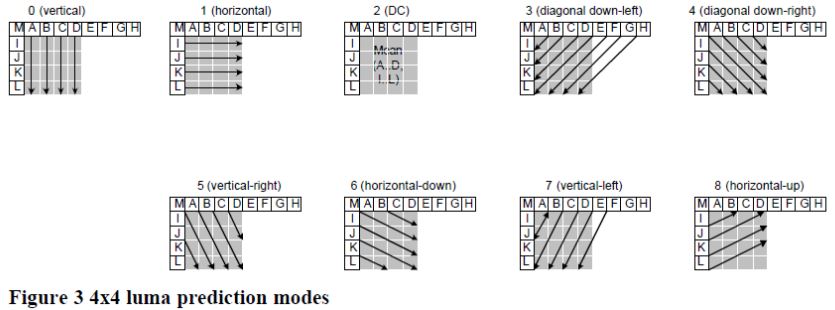 0 (vertical)
1 (horizontal)
2 (DC)
3 (diagonal down-left)
4 (diagonal down-right)
M A B C D E F G H
I
J
K
L
M A B C D E F G H
I
J
K
L
M A B C D E F G H
I
J
K
L
Mean
(A..D,
I..L)
M A B C D E F G H
I
J
K
L
M A B C D E F G H
I
J
K
L
5 (vertical-right)
6 (horizontal-down)
7 (vertical-left)
8 (horizontal-up)
M A B C D E F G H
I
J
K
L
M A B C D E F G H
I
J
K
L
M A B C D E F G H
I
J
K
L
M A B C D E F G H
I
J
K
L
Figure 3 4x4 luma prediction modes